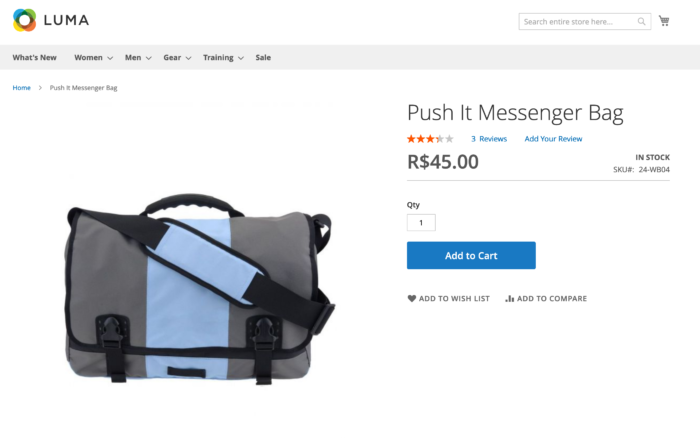 LUMA
Search entire store here...
What's New Women Men Gear Training Sale
Home > Push It Messenger Bag
Push It Messenger Bag
3 Reviews Add Your Review
R$45.00
IN STOCK
SKU#: 24-WB04
Qty
1
Add to Cart
ADD TO WISH LIST ADD TO COMPARE